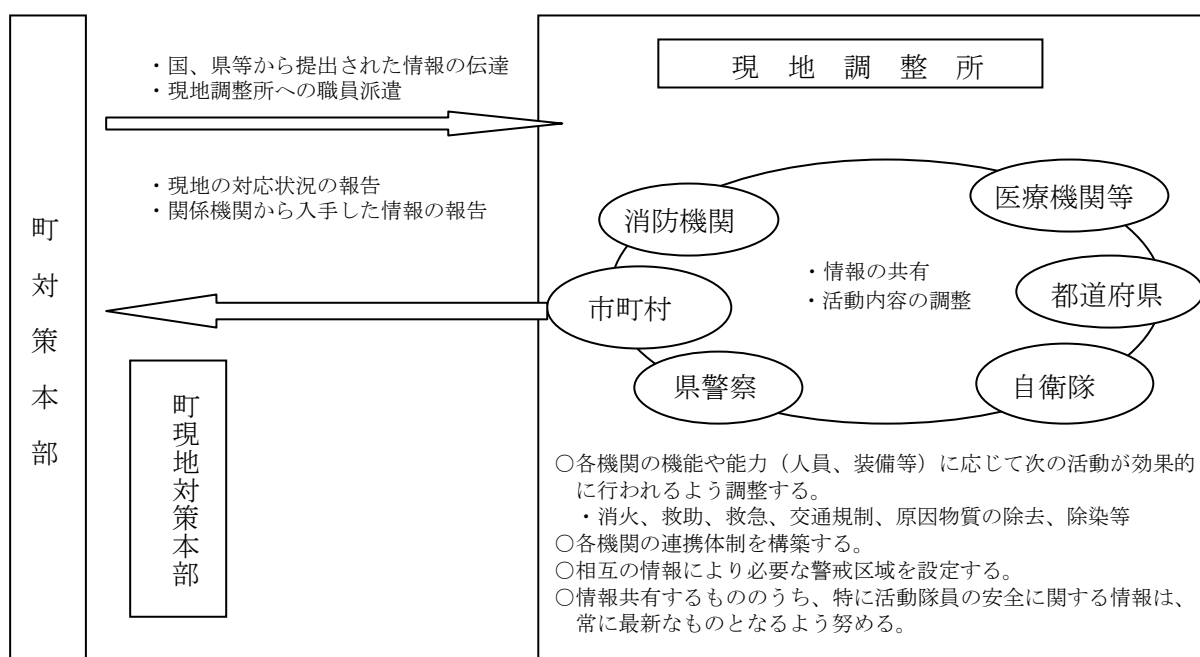 町対策本部
・国、県等から提出された情報の伝達
・現地調整所への職員派遣
・現地の対応状況の報告
・関係機関から入手した情報の報告
町現地対策本部
現地調整所
消防機関
医療機関等
市町村
・情報の共有
・活動内容の調整
都道府県
県警察
自衛隊
○各機関の機能や能力（人員、装備等）に応じて次の活動が効果的
に行われるよう調整する。
・消火、救助、救急、交通規制、原因物質の除去、除染等
○各機関の連携体制を構築する。
○相互の情報により必要な警戒区域を設定する。
○情報共有するもののうち、特に活動隊員の安全に関する情報は、
常に最新なものとなるよう努める。